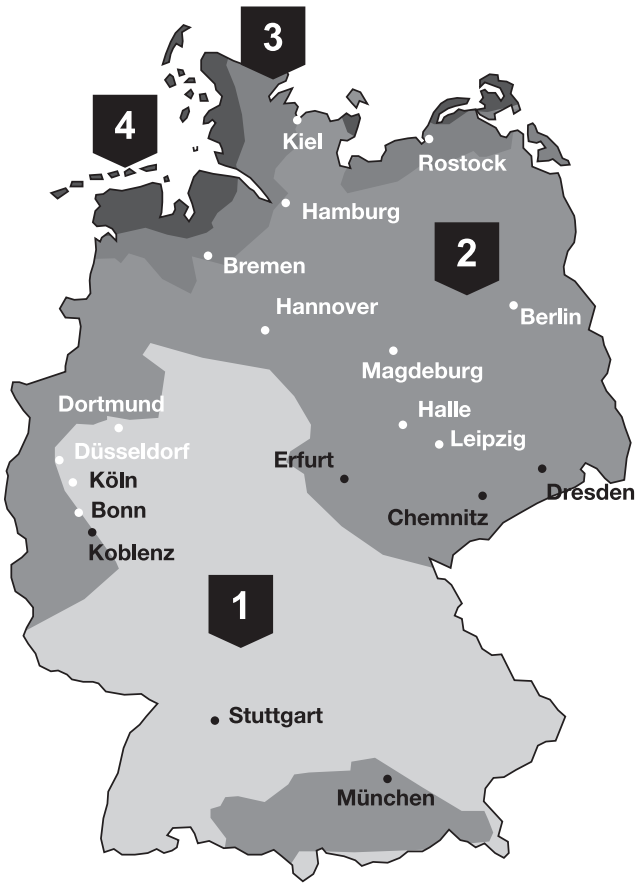 3
4
Kiel
Rostock
Hamburg
2
Bremen
Hannover
Berlin
Magdeburg
Dortmund
Halle
Leipzig
Düsseldorf
Erfurt
Köln
Dresden
Bonn
Chemnitz
Koblenz
1
Stuttgart
München